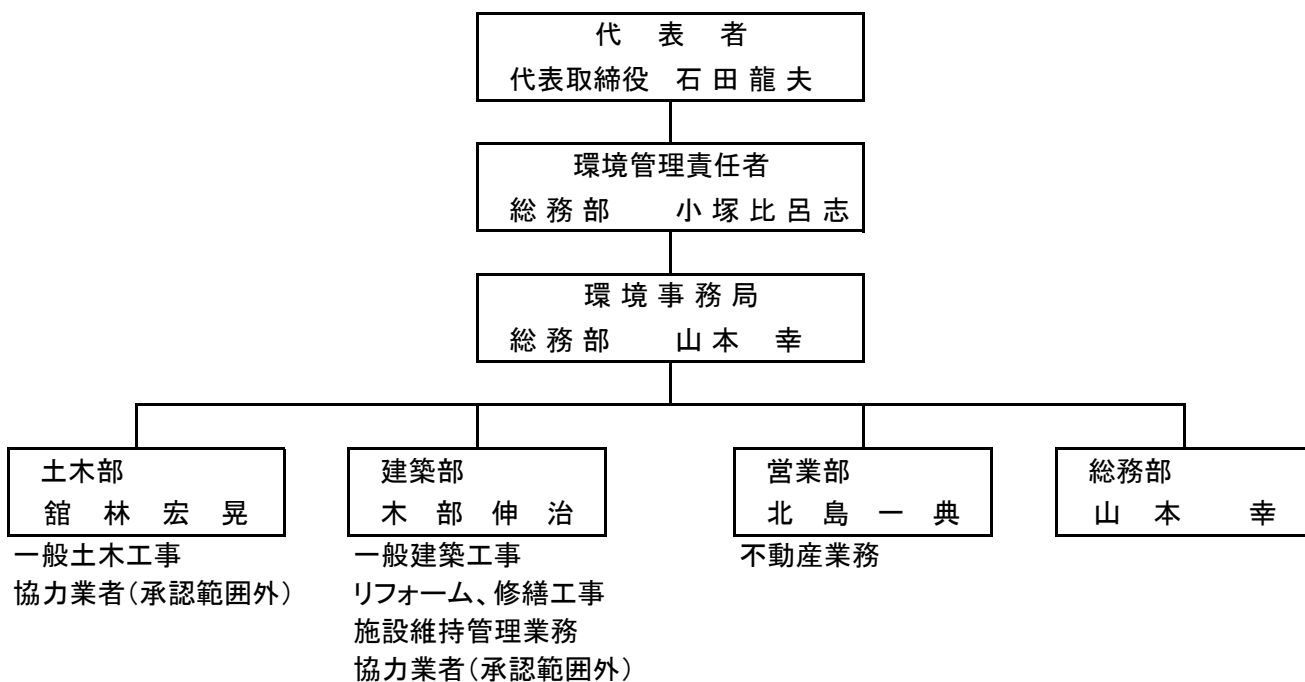 代 表 者
代表取締役 石 田 龍 夫
環境管理責任者
総 務 部 小 塚 比 呂 志
環 境 事 務 局
総 務 部 山 本 幸
土木部
舘 林 宏 晃
一般土木工事
協力業者（承認範囲外）
建築部
木 部 伸 治
一般建築工事
リフォーム、修繕工事
施設維持管理業務
協力業者（承認範囲外）
営業部
北 島 一 典
不動産業務
総務部
山 本 幸